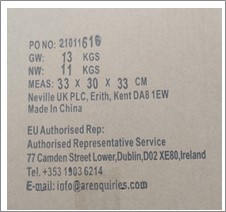 PO NO: 21011616
GW: 13 KGS
NW: 11 KGS
MEAS: 33 X 30 X 33 CM
Neville UK PLC, Erith, Kent DA8 1EW
Made In China
EU Authorised Rep:
Authorised Representative Service
77 Camden Street Lower,Dublin,D02 XE80,Ireland
Tel. +353 1903 6214
E-mail: info@arenquiries.com